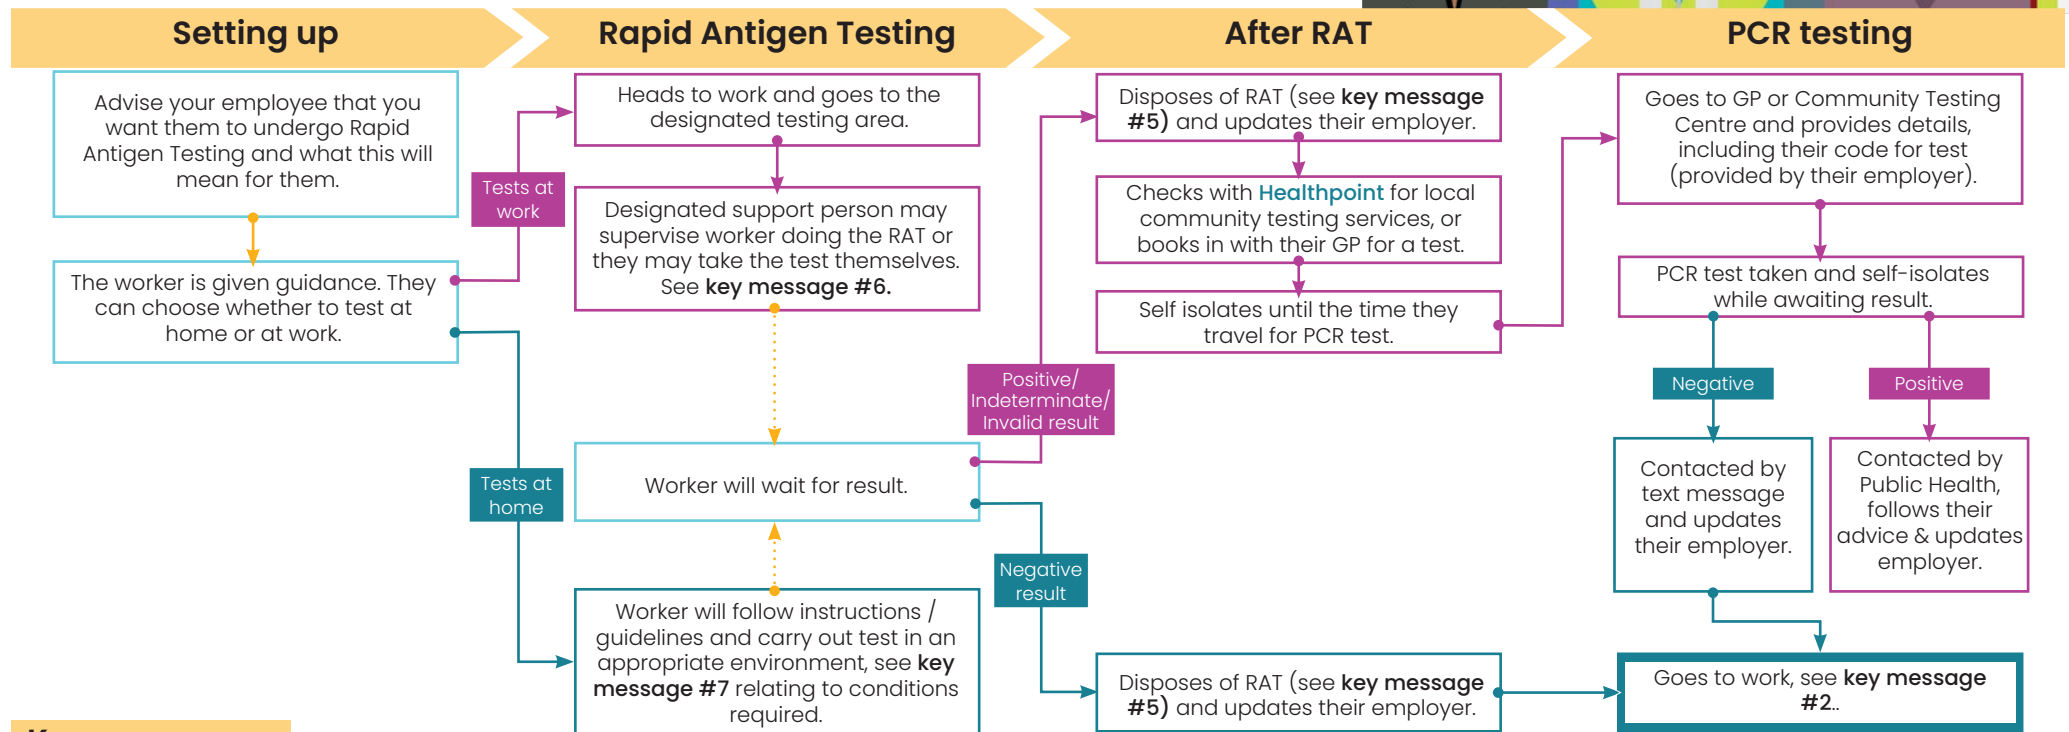 Setting up
Rapid Antigen Testing
After RAT
PCR testing
Advise your employee that you
want them to undergo Rapid
Antigen Testing and what this will
mean for them.
The worker is given guidance. They
can choose whether to test at
home or at work.
Tests at
work
Tests at
home
Heads to work and goes to the
designated testing area.
Designated support person may
supervise worker doing the RAT or
they may take the test themselves.
See key message #6.
Worker will wait for result.
Worker will follow instructions /
guidelines and carry out test in an
appropriate environment, see key
message #7 relating to conditions
required.
Positive/
Indeterminate/
Invalid result
Negative
result
Disposes of RAT (see key message
#5) and updates their employer.
Checks with Healthpoint for local
community testing services, or
books in with their GP for a test.
Self isolates until the time they
travel for PCR test.
Disposes of RAT (see key message
#5) and updates their employer.
Goes to GP or Community Testing
Centre and provides details,
including their code for test
(provided by their employer).
PCR test taken and self-isolates
while awaiting result.
Negative
Positive
Contacted by
text message
and updates
their employer.
Contacted by
Public Health,
follows their
advice & updates
employer.
Goes to work, see key message
#2..